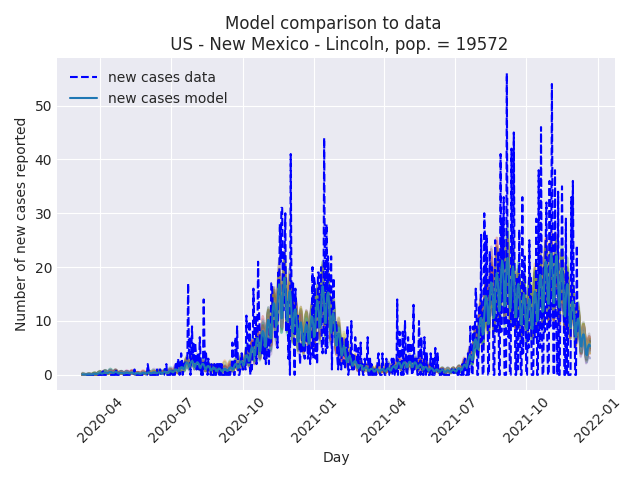 Model comparison to data
US - New Mexico - Lincoln, pop. = 19572
new cases data
new cases model
Number of new cases reported
50
40
30
20
10
0
2020-04
2020-07
2020-10
2021-01
2021-04
2021-07
2021-10
2022-01
Day